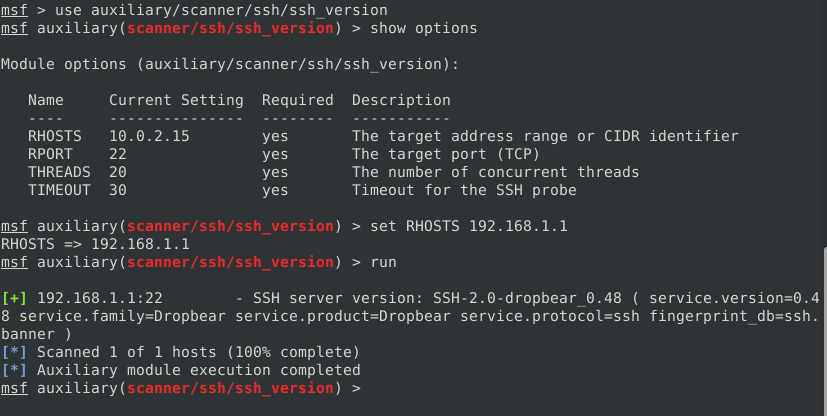 msf > use auxiliary/scanner/ssh/ssh_version
msf auxiliary(scanner/ssh/ssh_version) > show options
Module options (auxiliary/scanner/ssh/ssh_version):
Name Current Setting Required Description
---- --------------- -------- -----------
RHOSTS 10.0.2.15 yes The target address range or CIDR identifier
RPORT 22 yes The target port (TCP)
THREADS 20 yes The number of concurrent threads
TIMEOUT 30 yes Timeout for the SSH probe
msf auxiliary(scanner/ssh/ssh_version) > set RHOSTS 192.168.1.1
RHOSTS => 192.168.1.1
msf auxiliary(scanner/ssh/ssh_version) > run
[+] 192.168.1.1:22 - SSH server version: SSH-2.0-dropbear_0.48 ( service.version=0.4
8 service.family=Dropbear service.product=Dropbear service.protocol=ssh fingerprint_db=ssh.
banner )
[*] Scanned 1 of 1 hosts (100% complete)
[*] Auxiliary module execution completed
msf auxiliary(scanner/ssh/ssh_version) >